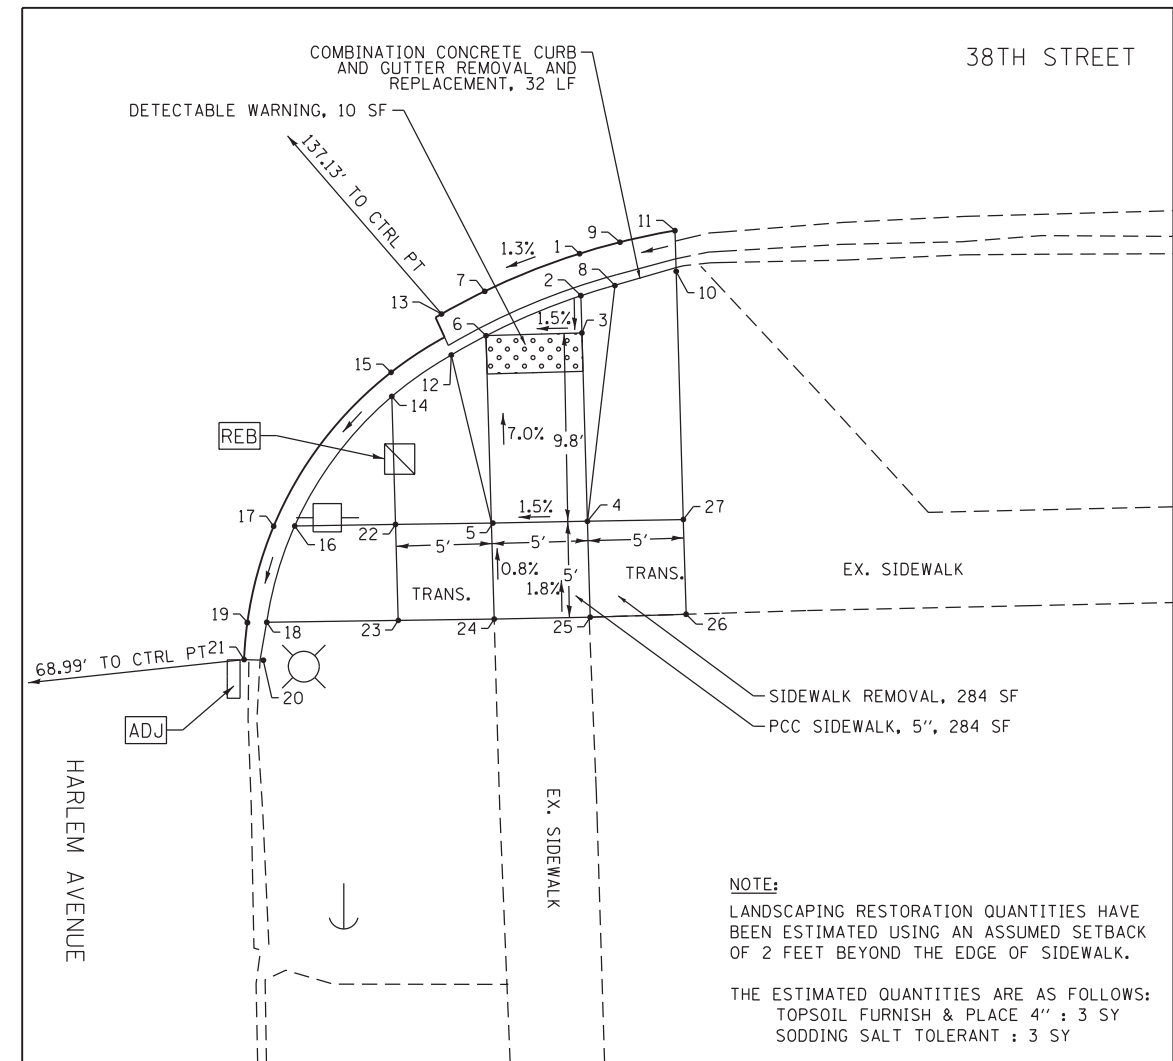 38TH STREET
COMBINATION CONCRETE CURB
AND GUTTER REMOVAL AND
REPLACEMENT, 32 LF
DETECTABLE WARNING, 10 SF
137.13' TO CTRL PT
11
9
1
1.3%
7
8
2
13
10
6
1.5%
3
15
12
14
REB
7.0%
9.8'
17
16
22
5
1.5%
4
27
5'
5'
5'
0.8%
1.8%
5'
TRANS.
TRANS.
EX. SIDEWALK
19
18
23
24
25
26
68.99' TO CTRL PT
21
20
ADJ
SIDEWALK REMOVAL, 284 SF
PCC SIDEWALK, 5", 284 SF
HARLEM AVENUE
EX. SIDEWALK
NOTE:
LANDSCAPING RESTORATION QUANTITIES HAVE
BEEN ESTIMATED USING AN ASSUMED SETBACK
OF 2 FEET BEYOND THE EDGE OF SIDEWALK.
THE ESTIMATED QUANTITIES ARE AS FOLLOWS:
TOPSOIL FURNISH & PLACE 4" : 3 SY
SODDING SALT TOLERANT : 3 SY